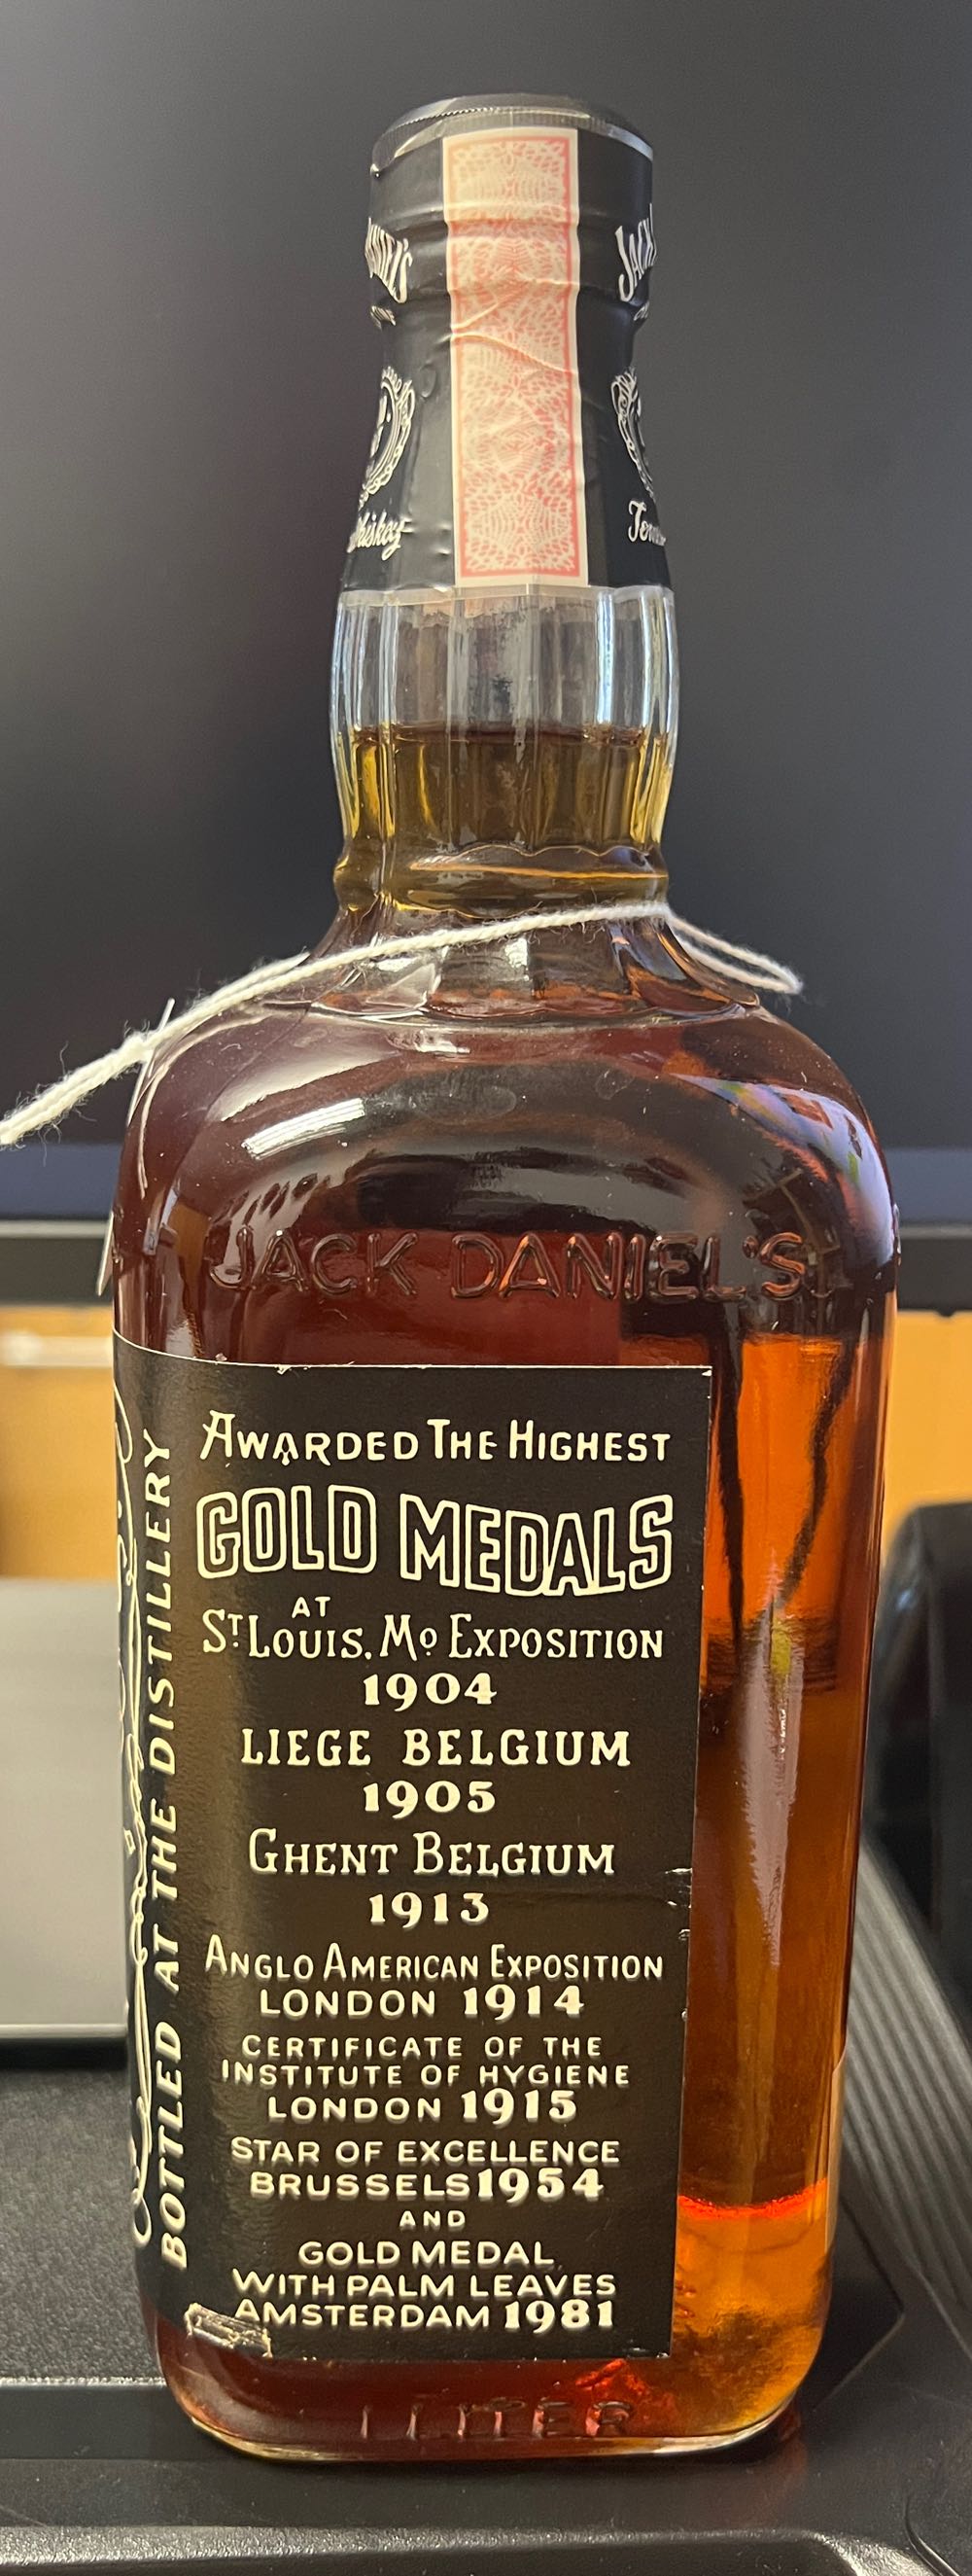 JACK
Whiskey
JACK DANIEL'S
BOTTLED AT THE DISTILLERY
AWARDED THE HIGHEST
GOLD MEDALS
AT
ST LOUIS, MO EXPOSITION
1904
LIEGE BELGIUM
1905
GHENT BELGIUM
1913
ANGLO AMERICAN EXPOSITION
LONDON 1914
CERTIFICATE OF THE
INSTITUTE OF HYGIENE
LONDON 1915
STAR OF EXCELLENCE
BRUSSELS 1954
AND
GOLD MEDAL
WITH PALM LEAVES
AMSTERDAM 1981
1 LITER